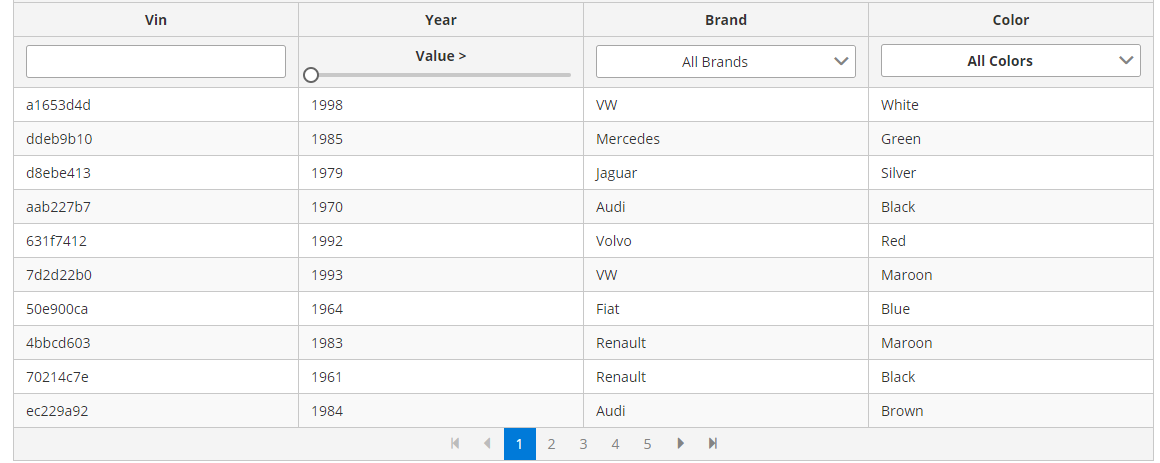 Vin Year Brand Color
Value > All Brands All Colors
a1653d4d 1998 VW White
ddeb9b10 1985 Mercedes Green
d8ebe413 1979 Jaguar Silver
aab227b7 1970 Audi Black
631f7412 1992 Volvo Red
7d2d22b0 1993 VW Maroon
50e900ca 1964 Fiat Blue
4bbcd603 1983 Renault Maroon
70214c7e 1961 Renault Black
ec229a92 1984 Audi Brown
1 2 3 4 5